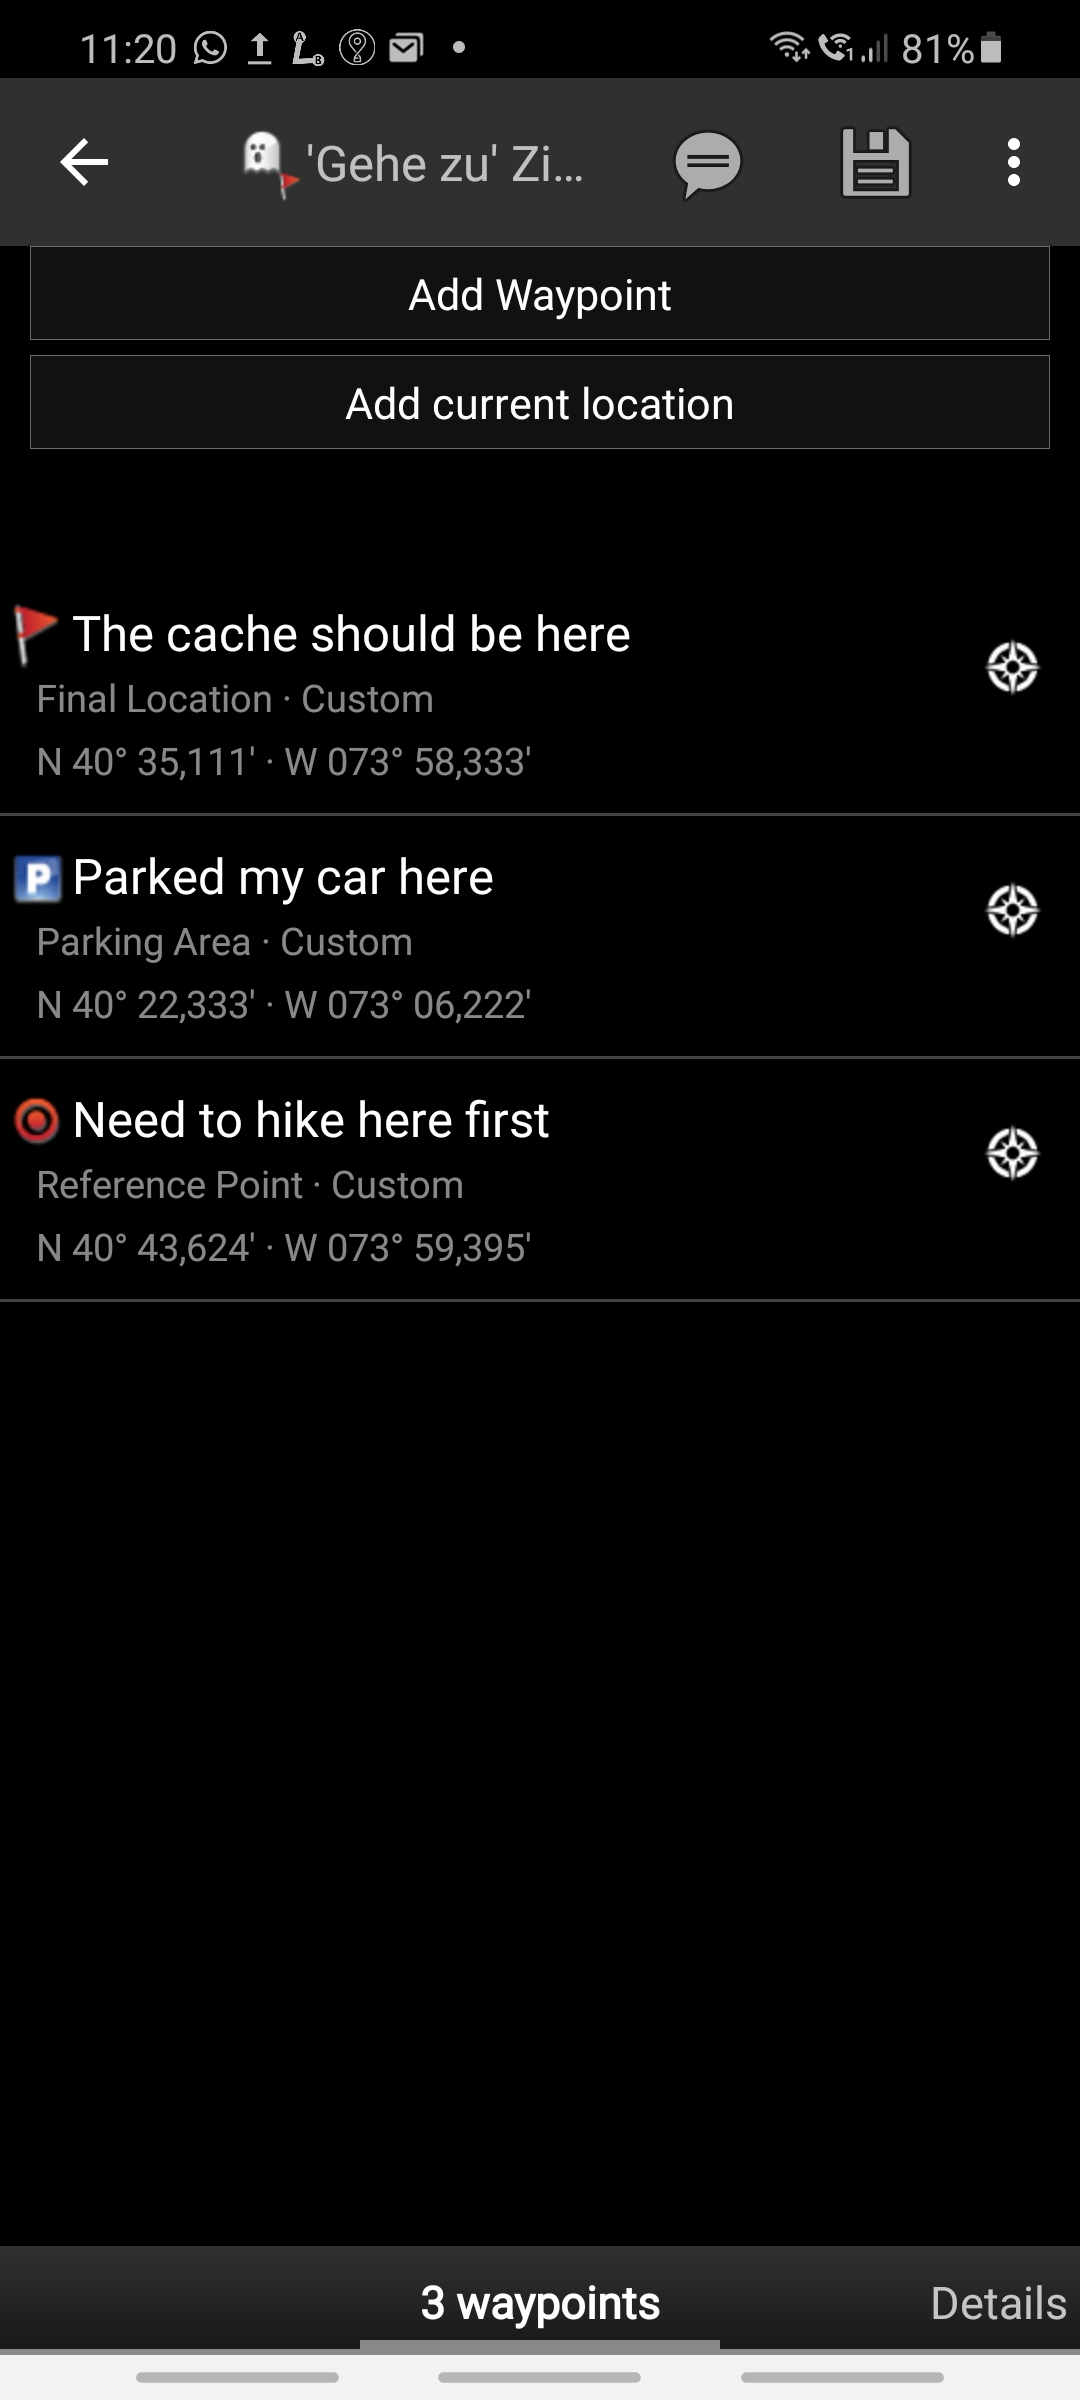 11:20
81%
'Gehe zu' Zi...
Add Waypoint
Add current location
The cache should be here
Final Location · Custom
N 40° 35,111' · W 073° 58,333'
P Parked my car here
Parking Area · Custom
N 40° 22,333' · W 073° 06,222'
Need to hike here first
Reference Point · Custom
N 40° 43,624' · W 073° 59,395'
3 waypoints
Details